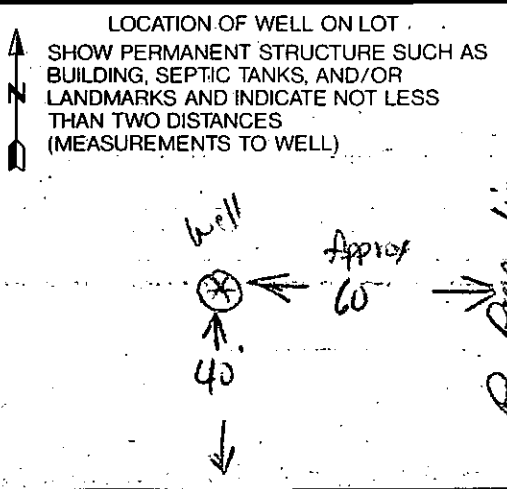 LOCATION OF WELL ON LOT
SHOW PERMANENT STRUCTURE SUCH AS
BUILDING, SEPTIC TANKS, AND/OR
LANDMARKS AND INDICATE NOT LESS
THAN TWO DISTANCES
(MEASUREMENTS TO WELL)
N
Well
Approx
60
40